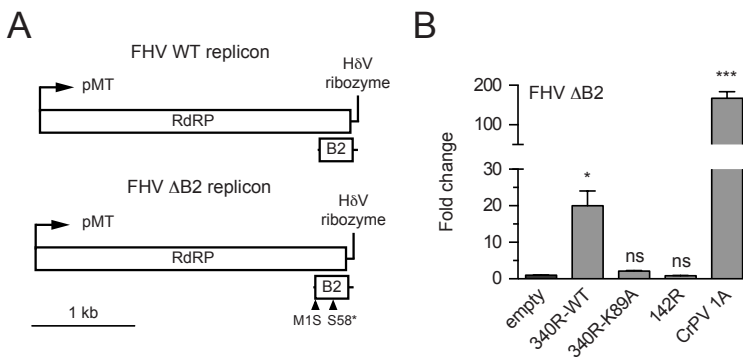 A
FHV WT replicon
pMT
HδV
ribozyme
RdRP
B2
FHV ΔB2 replicon
pMT
HδV
ribozyme
RdRP
B2
M1S S58*
1 kb
B
FHV ΔB2
Fold change
200
100
30
20
10
0
*
ns
ns
***
empty
340R-WT
340R-K89A
142R
CrPV 1A